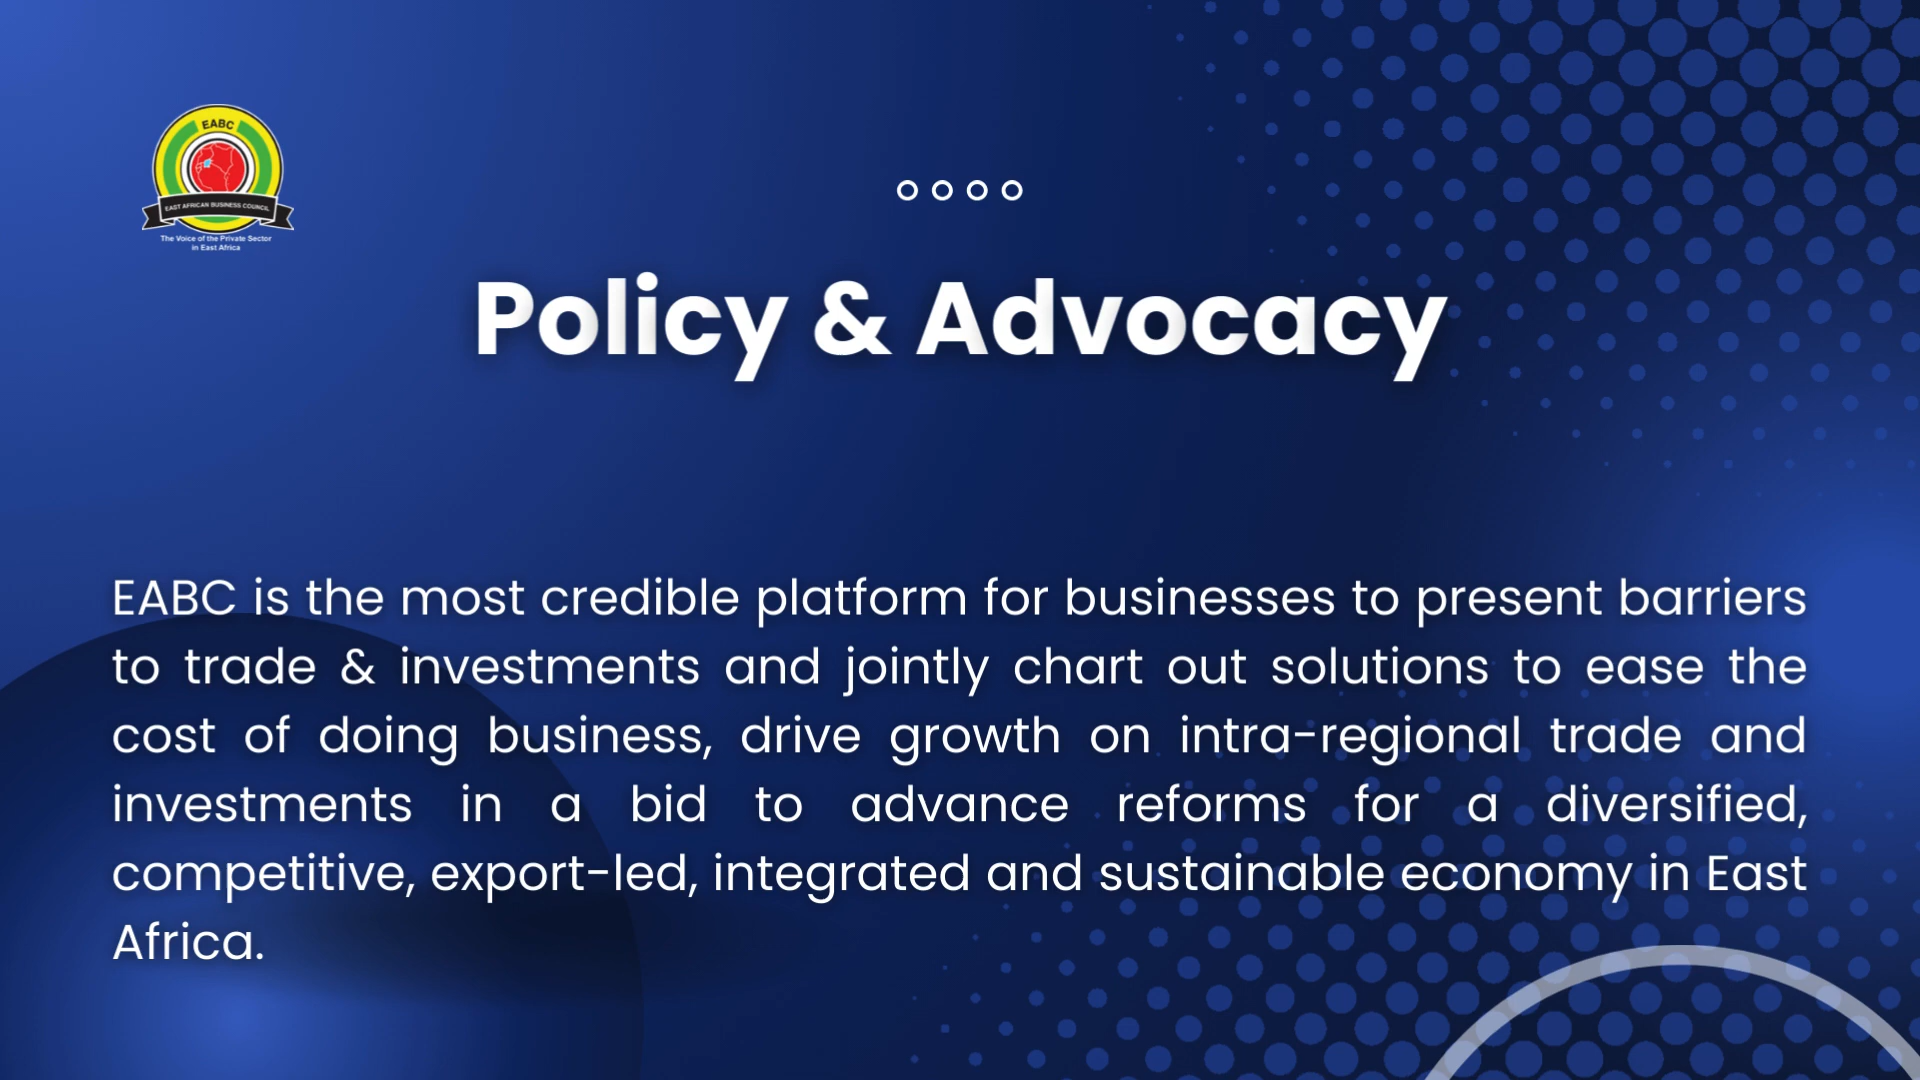 EABC
EAST AFRICAN BUSINESS COUNCIL
The Voice of the Private Sector
in East Africa
Policy & Advocacy
EABC is the most credible platform for businesses to present barriers
to trade & investments and jointly chart out solutions to ease the
cost of doing business, drive growth on intra-regional trade and
investments in a bid to advance reforms for a diversified,
competitive, export-led, integrated and sustainable economy in East
Africa.